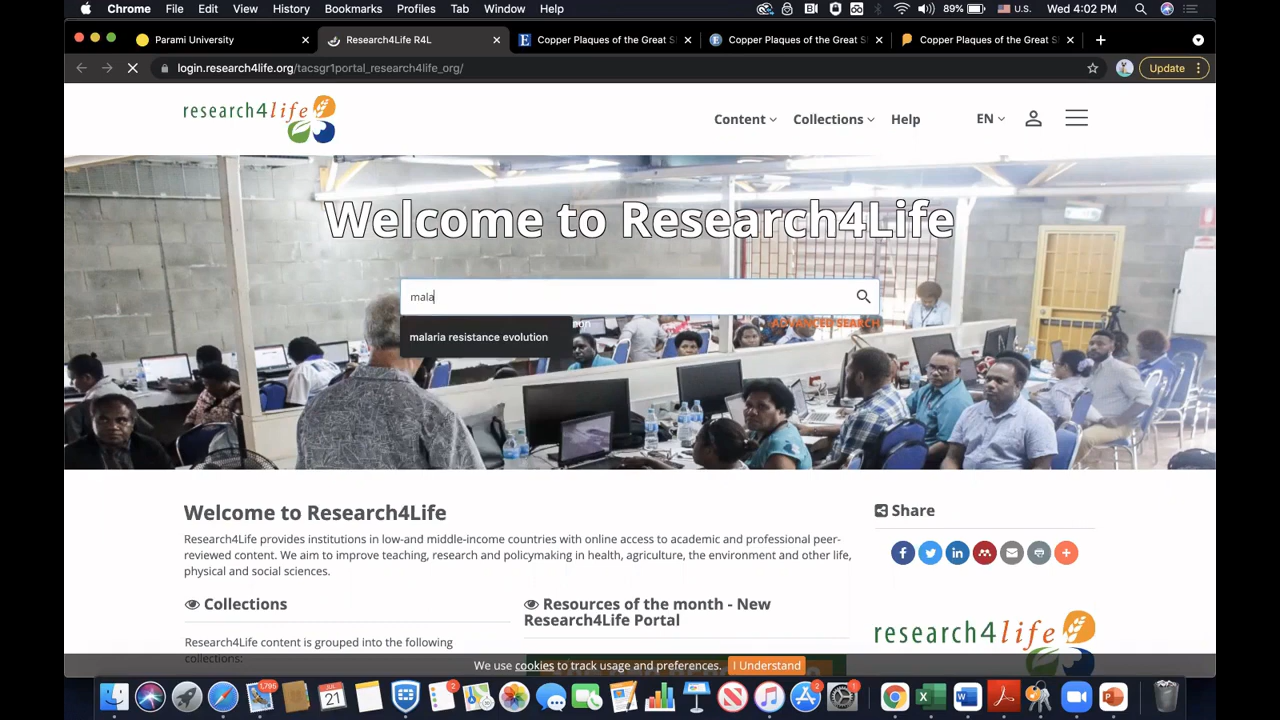 Chrome File Edit View History Bookmarks Profiles Tab Window Help 89% U.S. Wed 4:02 PM
Parami University × Research4Life R4L × Copper Plaques of the Great S × Copper Plaques of the Great S × Copper Plaques of the Great S × +
login.research4life.org/tacsgr1portal_research4life_org/ Update
research4life Content Collections Help EN
Welcome to Research4Life
mala
ADVANCED SEARCH
malaria resistance evolution
Welcome to Research4Life
Share
Research4Life provides institutions in low-and middle-income countries with online access to academic and professional peer-
reviewed content. We aim to improve teaching, research and policymaking in health, agriculture, the environment and other life,
physical and social sciences.
Collections
Resources of the month - New
Research4Life Portal
Research4Life content is grouped into the following
collections:
research4life
We use cookies to track usage and preferences. I Understand
1,796 JUL 21 2 2 1